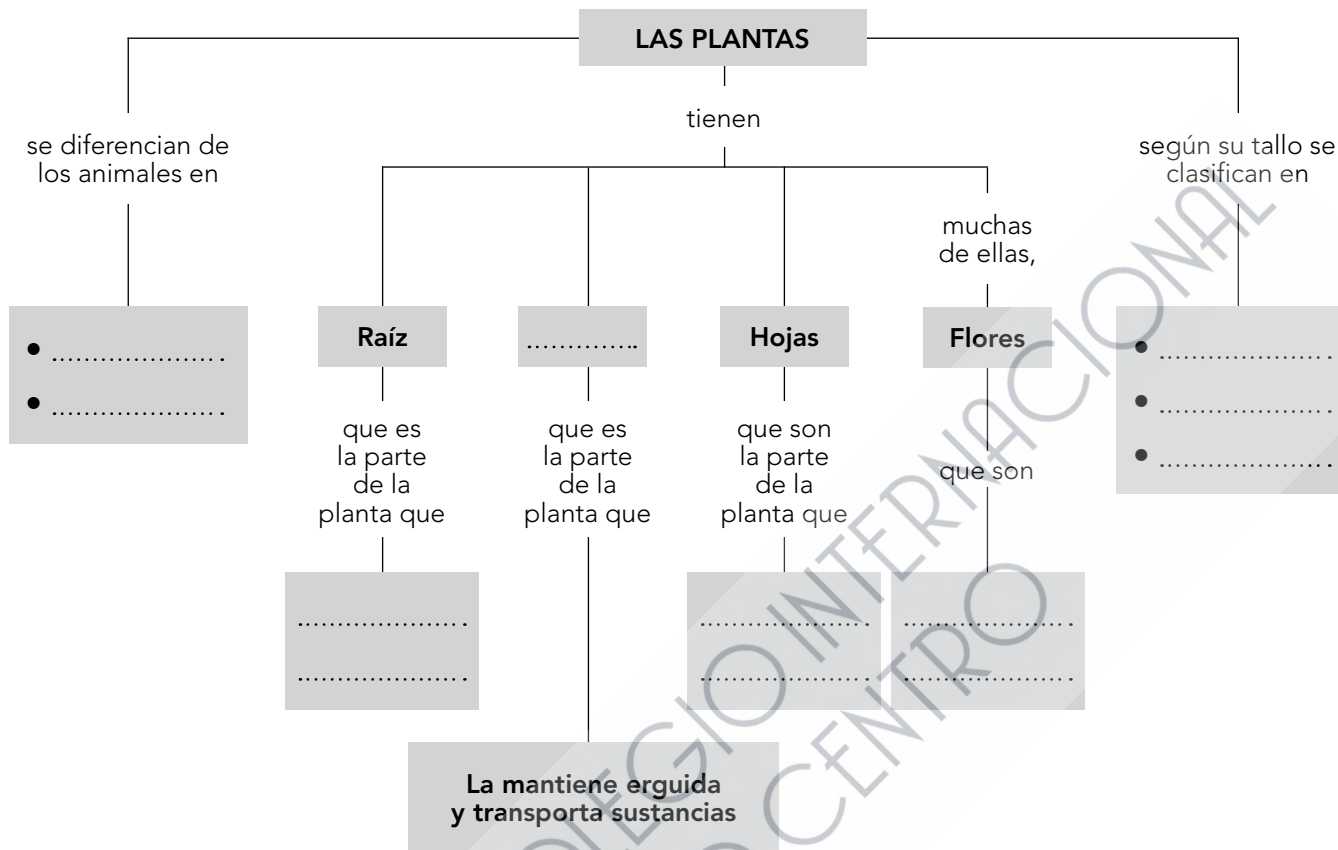 LAS PLANTAS
se diferencian de
los animales en
tienen
según su tallo se
clasifican en
muchas
de ellas,
• ....................
• ....................
Raíz
..............
Hojas
Flores
• ....................
• ....................
• ....................
que es
la parte
de la
planta que
que es
la parte
de la
planta que
que son
la parte
de la
planta que
que son
....................
....................
....................
....................
....................
....................
La mantiene erguida
y transporta sustancias
COLEGIO INTERNACIONAL
CENTRO